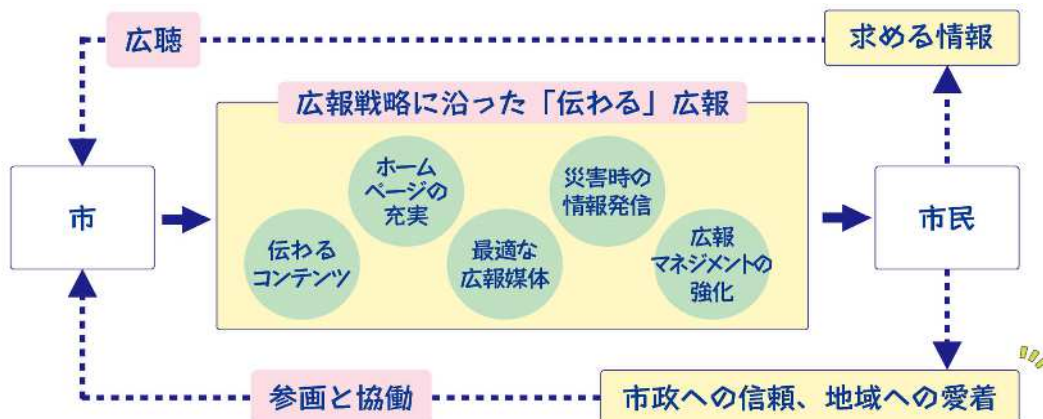 広聴
求める情報
広報戦略に沿った「伝わる」広報
市
ホーム
ページの
充実
災害時の
情報発信
伝わる
コンテンツ
最適な
広報媒体
広報
マネジメントの
強化
市民
参画と協働
市政への信頼、地域への愛着